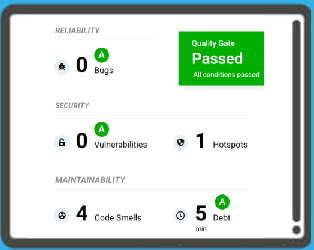 RELIABILITY
0 A Bugs
Quality Gate
Passed
All conditions passed
SECURITY
0 A Vulnerabilities
1 Hotspots
MAINTAINABILITY
4 Code Smells
5 min A Debt